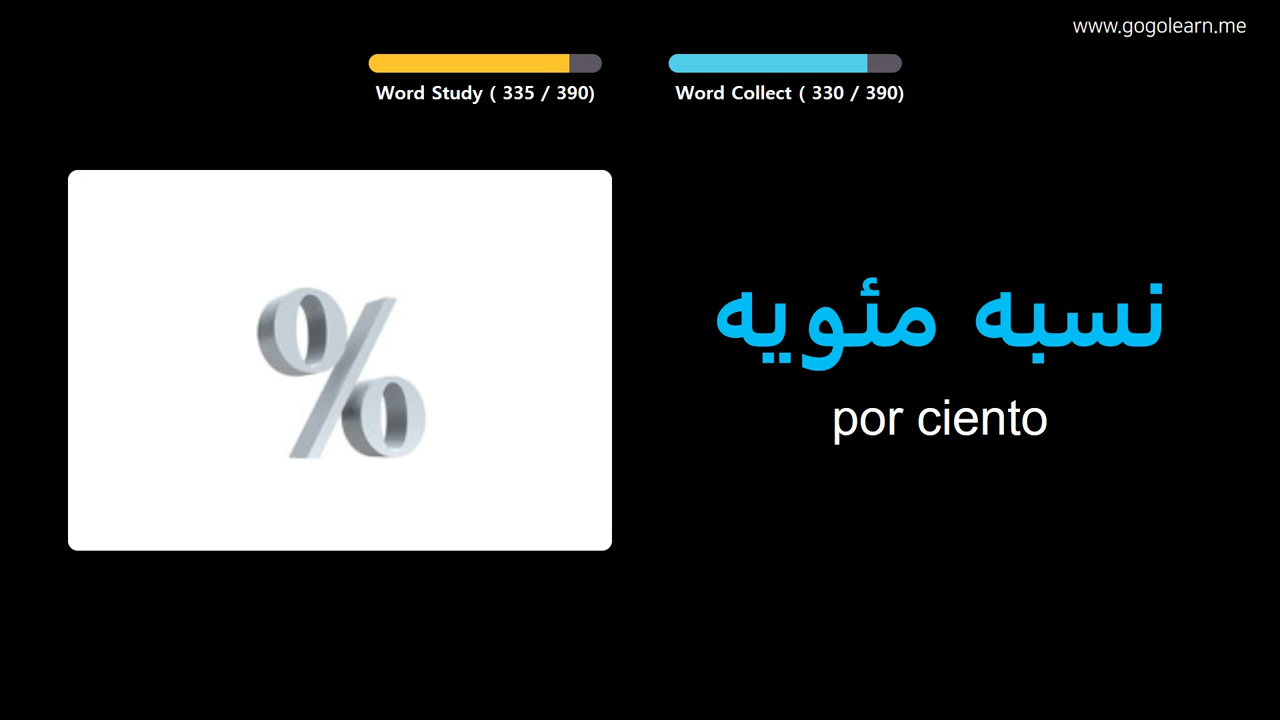 www.gogolearn.me
Word Study ( 335 / 390)
Word Collect ( 330 / 390)
%
نسبه مئويه
por ciento